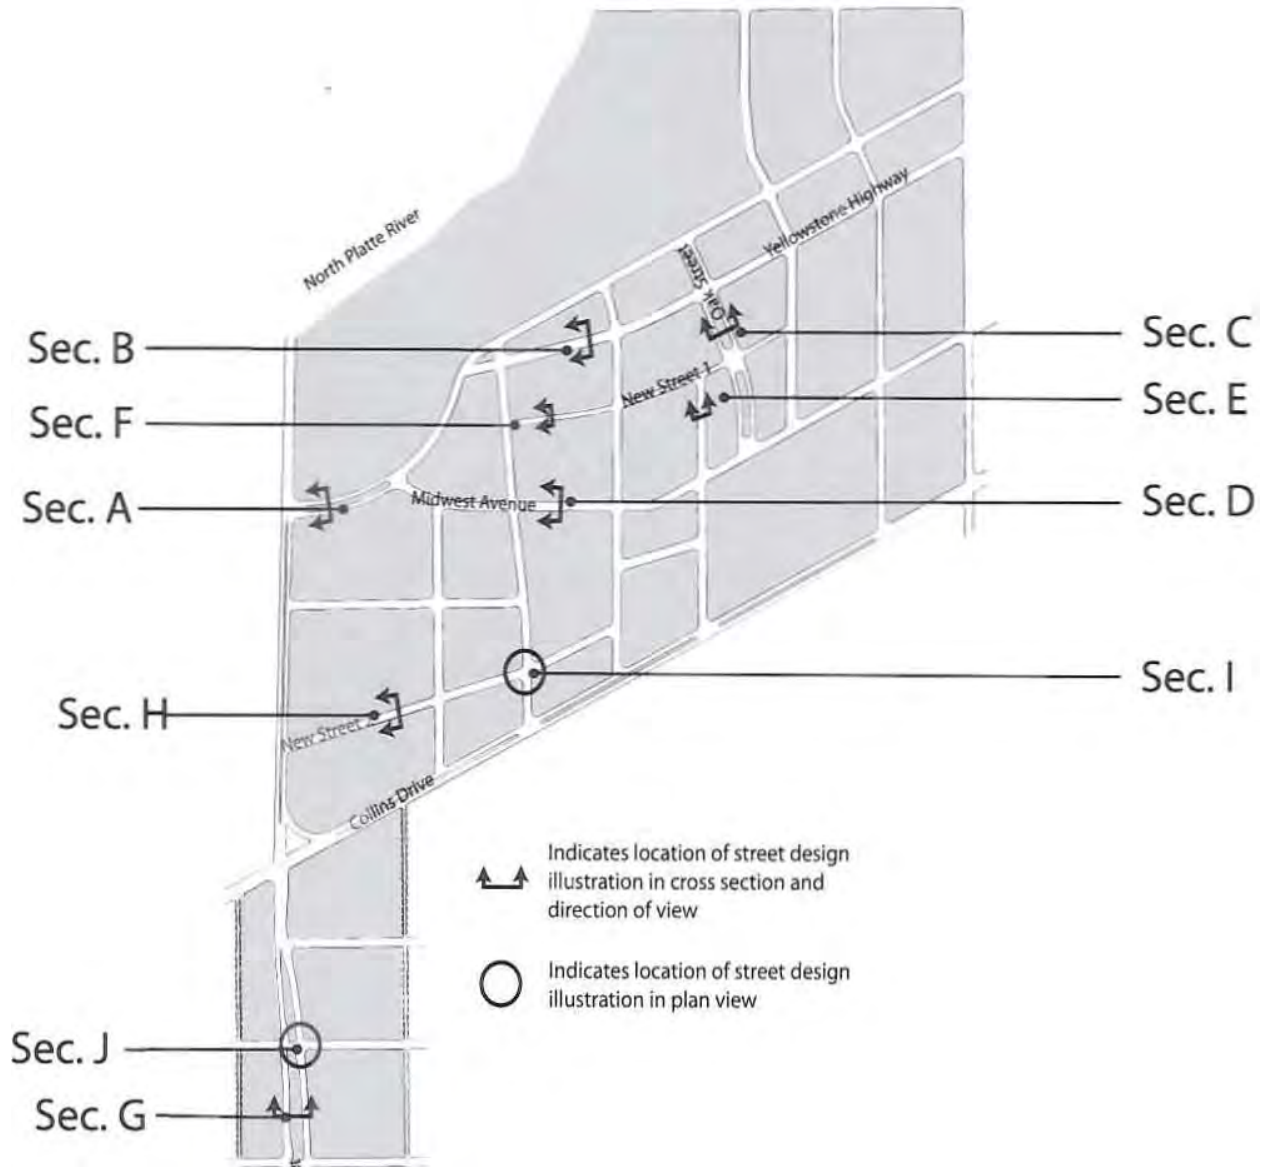 North Platte River
Yellowstone Highway
Oak Street
Sec. B
Sec. C
New Street 1
Sec. E
Sec. F
Sec. A
Midwest Avenue
Sec. D
Sec. I
Sec. H
New Street 2
Collins Drive
Indicates location of street design
illustration in cross section and
direction of view
Indicates location of street design
illustration in plan view
Sec. J
Sec. G